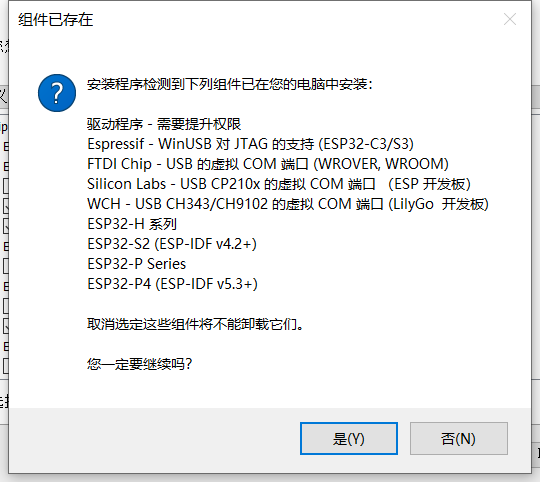 组件已存在
安装程序检测到下列组件已在您的电脑中安装：
驱动程序 - 需要提升权限
Espressif - WinUSB 对 JTAG 的支持 (ESP32-C3/S3)
FTDI Chip - USB 的虚拟 COM 端口 (WROVER, WROOM)
Silicon Labs - USB CP210x 的虚拟 COM 端口 （ESP 开发板）
WCH - USB CH343/CH9102 的虚拟 COM 端口 (LilyGo  开发板)
ESP32-H 系列
ESP32-S2 (ESP-IDF v4.2+)
ESP32-P Series
ESP32-P4 (ESP-IDF v5.3+)
取消选定这些组件将不能卸载它们。
您一定要继续吗？
是(Y)
否(N)